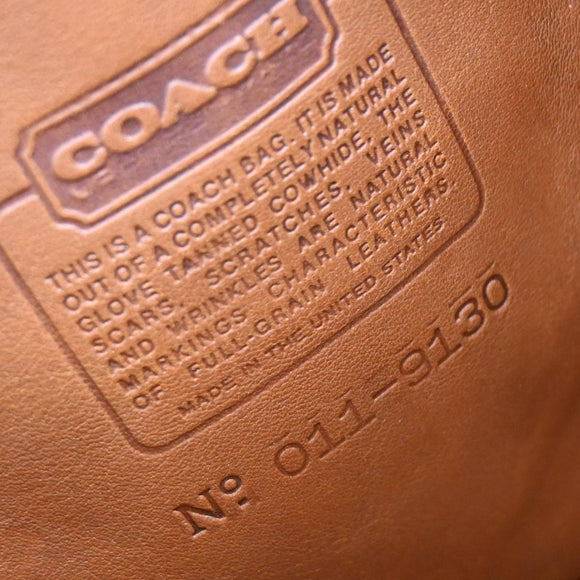 COACH
THIS IS A COACH BAG. IT IS MADE
OUT OF A COMPLETELY NATURAL
GLOVE TANNED COWHIDE, THE
SCARS, SCRATCHES, VEINS
AND WRINKLES ARE NATURAL
MARKINGS CHARACTERISTIC
OF FULL-GRAIN LEATHERS.
MADE IN THE UNITED STATES
Nº. 011-9130